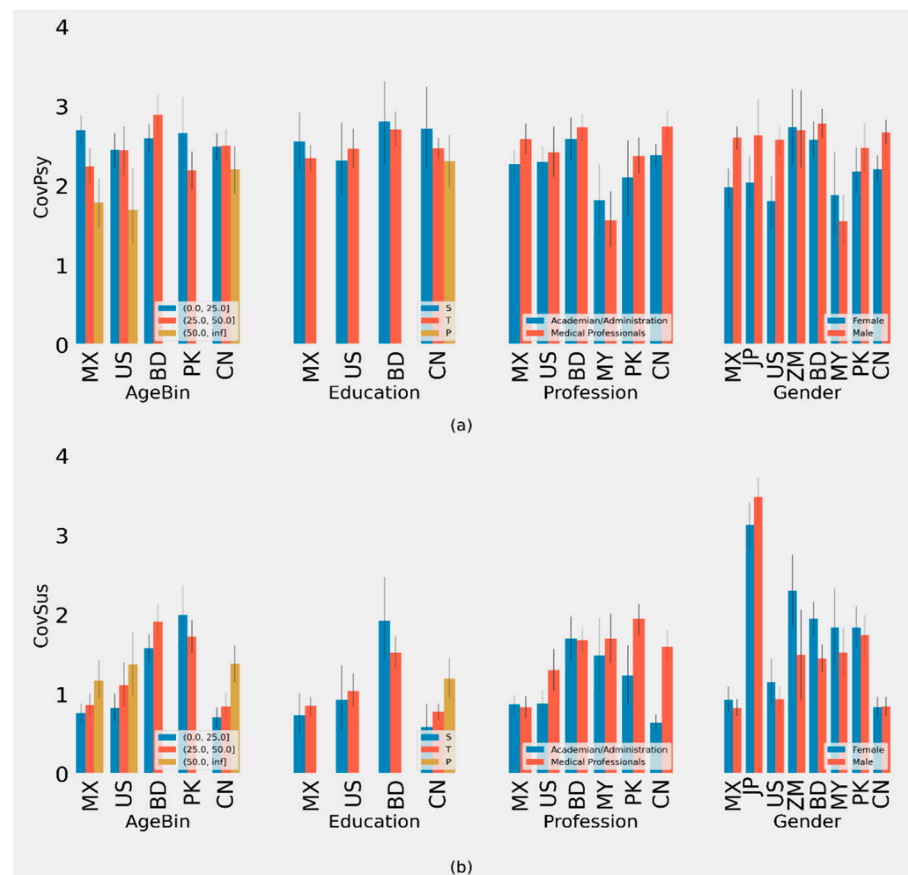 4
3
2
1
0
CovPsy
(0.0, 25.0]
(25.0, 50.0]
(50.0, inf]
MX US BD PK CN
AgeBin
S
T
P
MX US BD CN
Education
Academian/Administration
Medical Professionals
MX US BD MY PK CN
Profession
Female
Male
MX JP US ZM BD MY PK CN
Gender
(a)
4
3
2
1
0
CovSus
(0.0, 25.0]
(25.0, 50.0]
(50.0, inf]
MX US BD PK CN
AgeBin
S
T
P
MX US BD CN
Education
Academian/Administration
Medical Professionals
MX US BD MY PK CN
Profession
Female
Male
MX JP US ZM BD MY PK CN
Gender
(b)